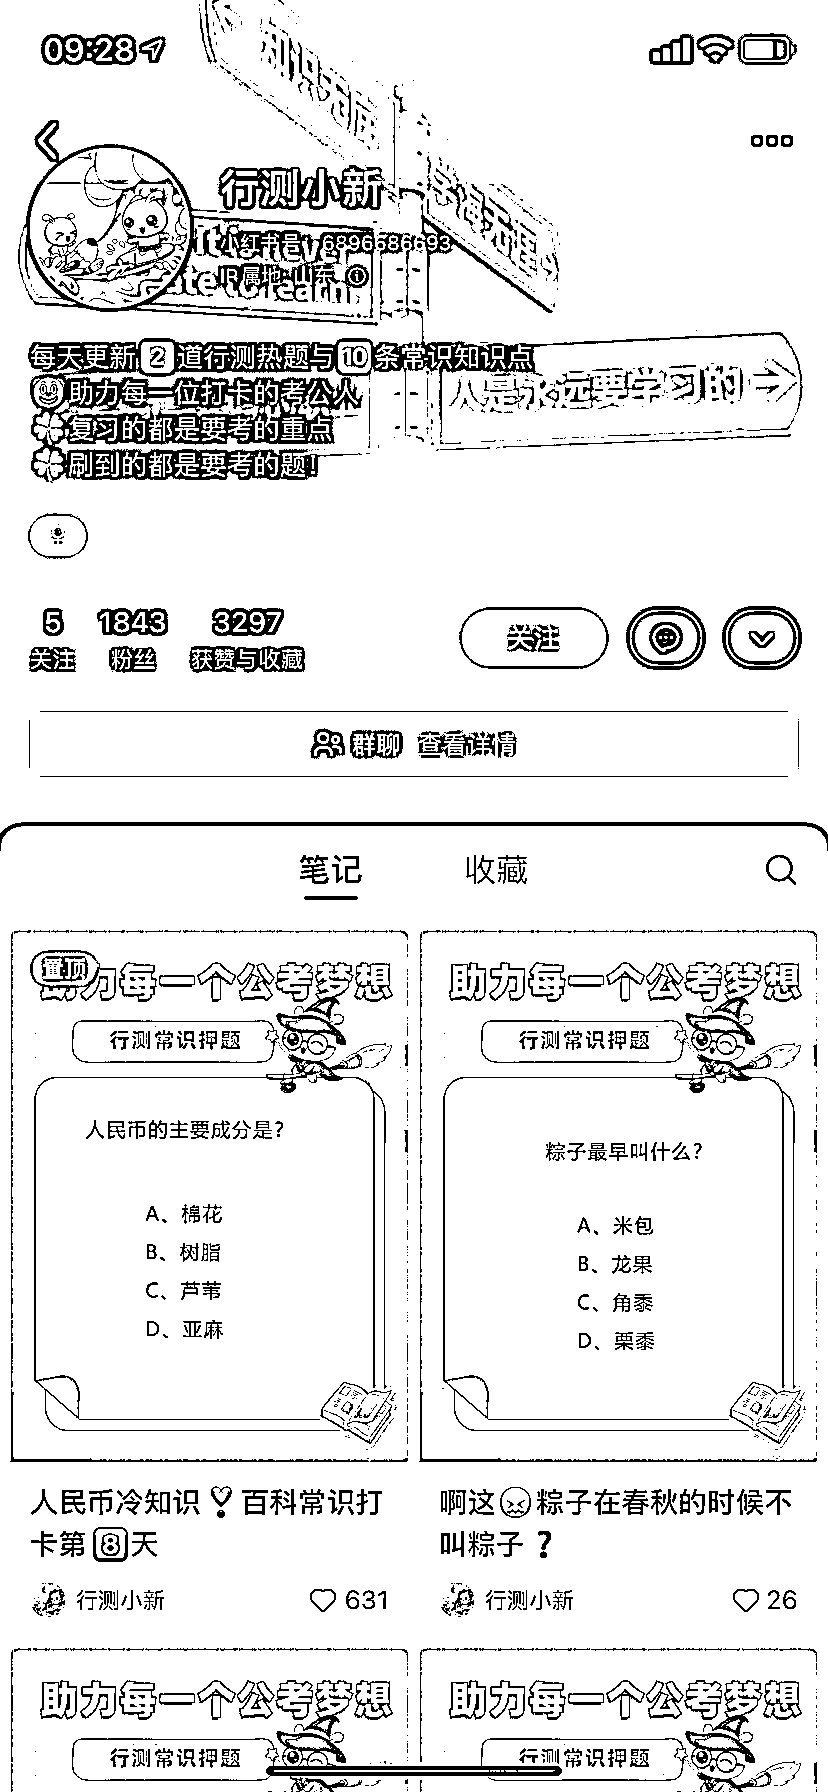 09:28
知识无底
学海无涯
行测小新
小红书号：6896586693
IP属地：山东
每天更新2道行测热题与10条常识知识点
助力每一位打卡的考公人
人是永远要学习的
复习的都是要考的重点
刷到的都是要考的题！
5 1843 3297
关注 粉丝 获赞与收藏
关注
群聊 查看详情
笔记 收藏
置顶
助力每一个公考梦想
行测常识押题
人民币的主要成分是？
A、棉花
B、树脂
C、芦苇
D、亚麻
人民币冷知识 百科常识打
卡第8天
行测小新 631
助力每一个公考梦想
行测常识押题
粽子最早叫什么？
A、米包
B、龙果
C、角黍
D、栗黍
啊这 粽子在春秋的时候不
叫粽子？
行测小新 26
助力每一个公考梦想
行测常识押题
助力每一个公考梦想
行测常识押题